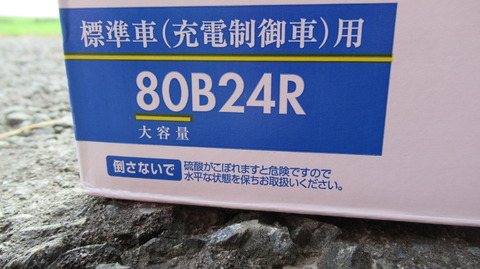 標準車(充電制御車)用
80B24R
大容量
倒さないで
硫酸がこぼれますと危険ですので
水平な状態を保ちお取扱いください。